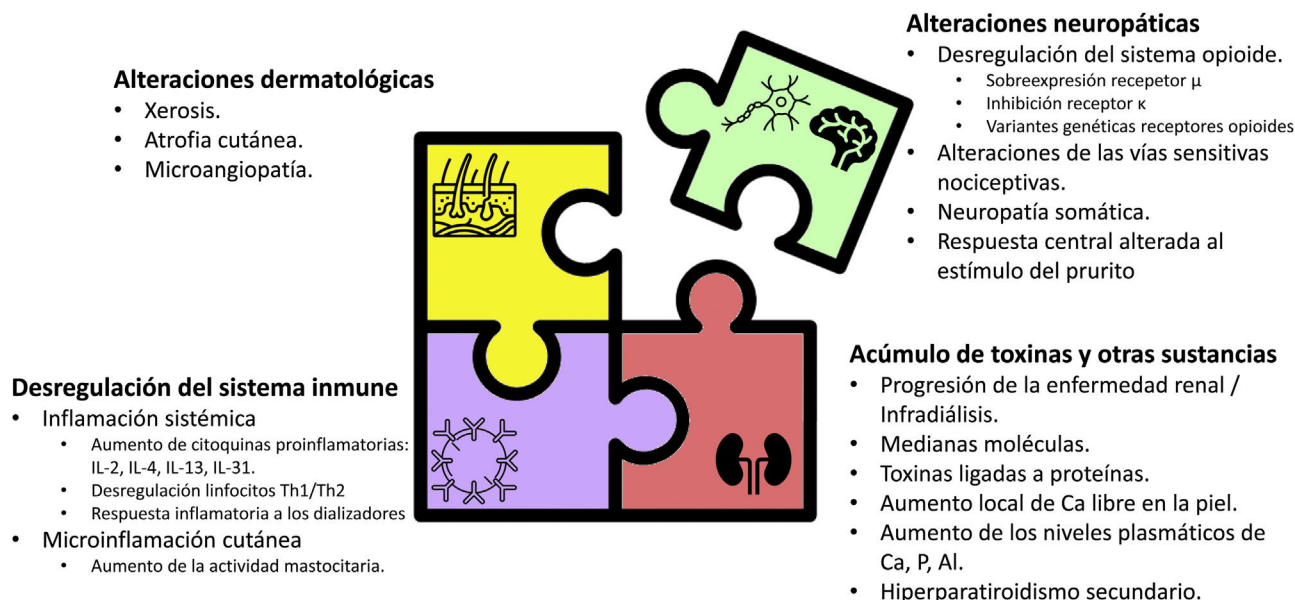 Alteraciones dermatológicas
• Xerosis.
• Atrofia cutánea.
• Microangiopatía.
Alteraciones neuropáticas
• Desregulación del sistema opioide.
• Sobreexpresión recepetor μ
• Inhibición receptor κ
• Variantes genéticas receptores opioides
• Alteraciones de las vías sensitivas
nociceptivas.
• Neuropatía somática.
• Respuesta central alterada al
estímulo del prurito
Desregulación del sistema inmune
• Inflamación sistémica
• Aumento de citoquinas proinflamatorias:
IL-2, IL-4, IL-13, IL-31.
• Desregulación linfocitos Th1/Th2
• Respuesta inflamatoria a los dializadores
• Microinflamación cutánea
• Aumento de la actividad mastocitaria.
Acúmulo de toxinas y otras sustancias
• Progresión de la enfermedad renal /
Infradiálisis.
• Medianas moléculas.
• Toxinas ligadas a proteínas.
• Aumento local de Ca libre en la piel.
• Aumento de los niveles plasmáticos de
Ca, P, Al.
• Hiperparatiroidismo secundario.